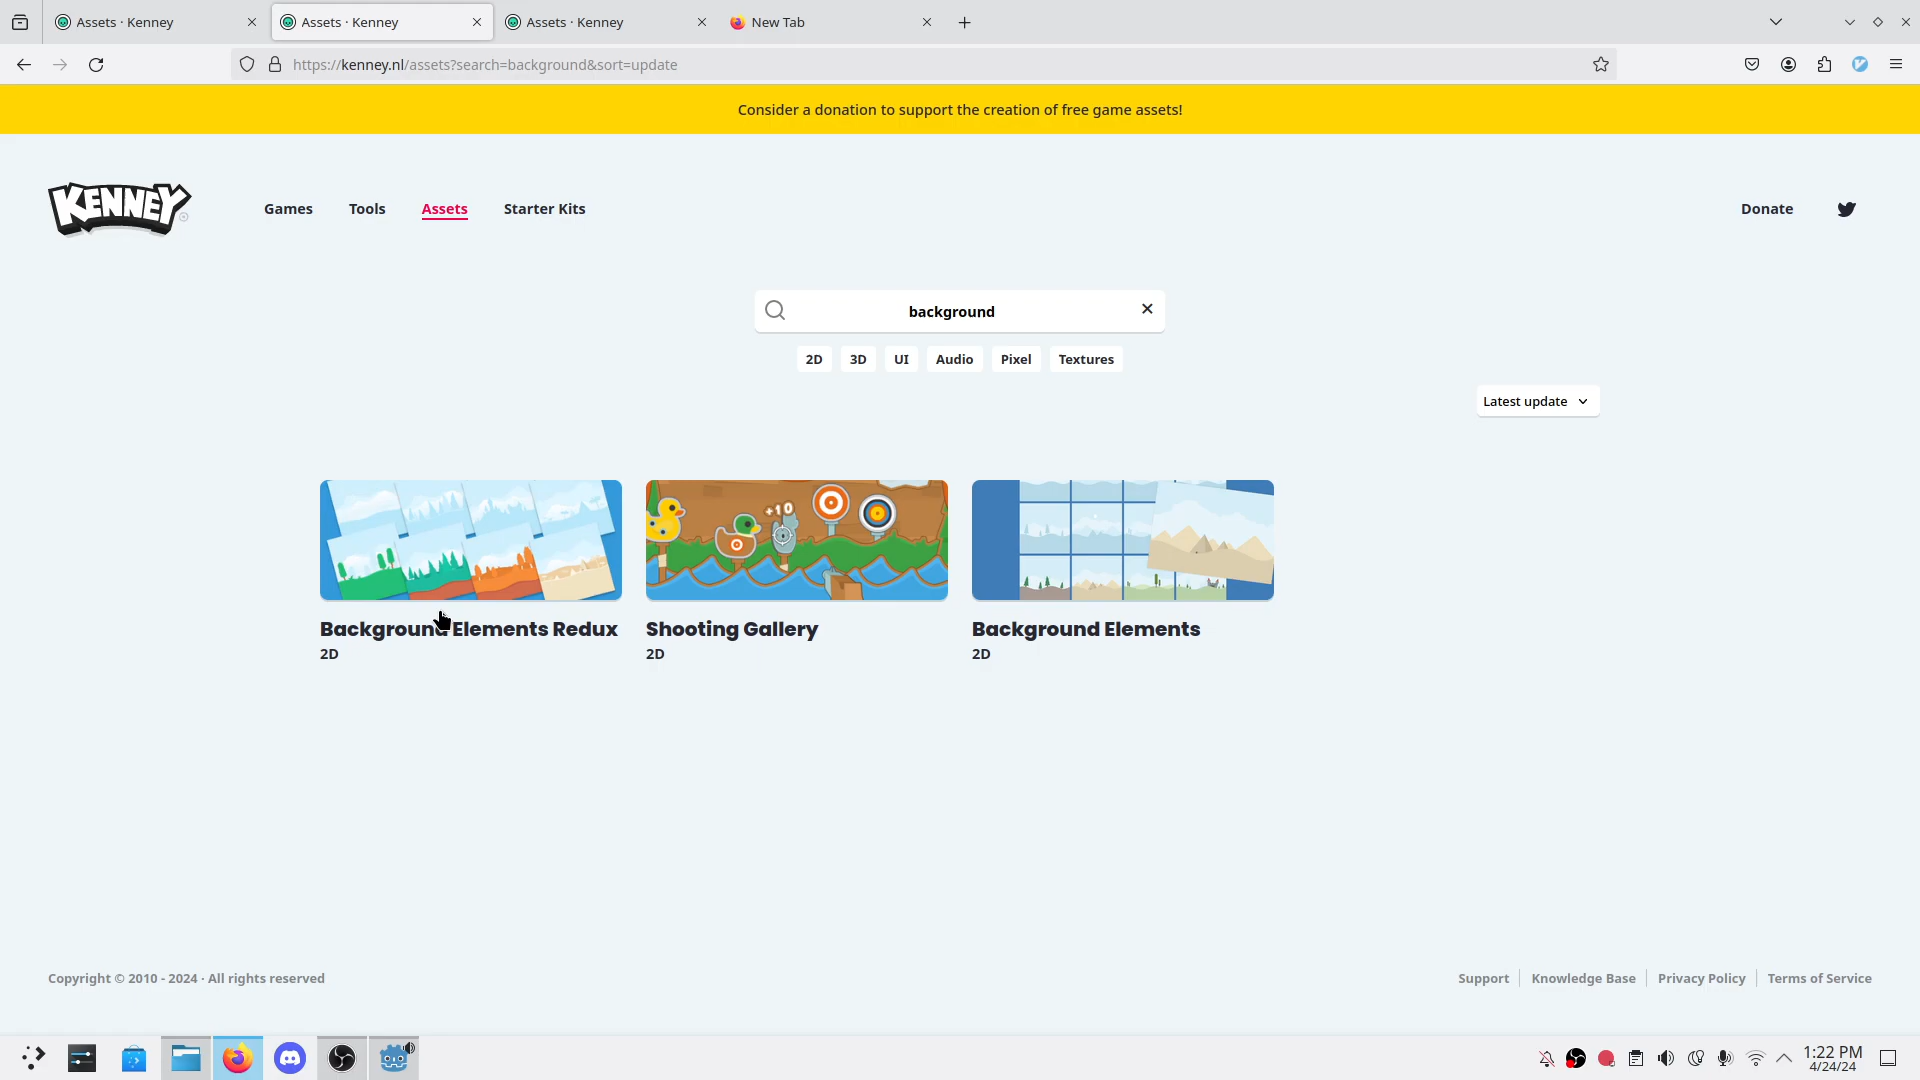 Assets · Kenney
Assets · Kenney
Assets · Kenney
New Tab
https://kenney.nl/assets?search=background&sort=update
Consider a donation to support the creation of free game assets!
KENNEY
Games
Tools
Assets
Starter Kits
Donate
background
2D
3D
UI
Audio
Pixel
Textures
Latest update
+10
Background Elements Redux
2D
Shooting Gallery
2D
Background Elements
2D
Copyright © 2010 - 2024 · All rights reserved
Support
Knowledge Base
Privacy Policy
Terms of Service
1:22 PM
4/24/24